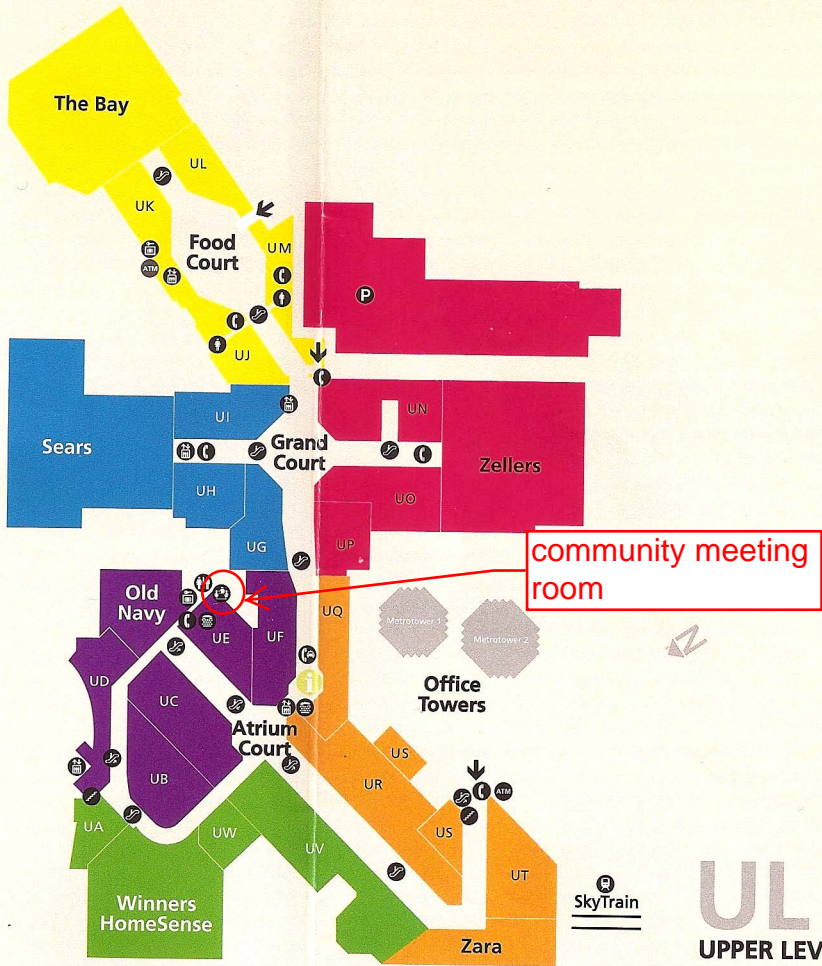 The Bay
UL
UK
Food
Court
UM
ATM
P
UJ
UI
UN
Sears
Grand
Court
Zellers
UH
UO
UG
UP
community meeting
room
Old
Navy
UE
UF
UQ
Metrotower 1
Metrotower 2
N
UD
UC
i
Office
Towers
Atrium
Court
UB
US
UR
ATM
UA
UW
UV
US
UT
Winners
HomeSense
SkyTrain
Zara
UL
UPPER LEV